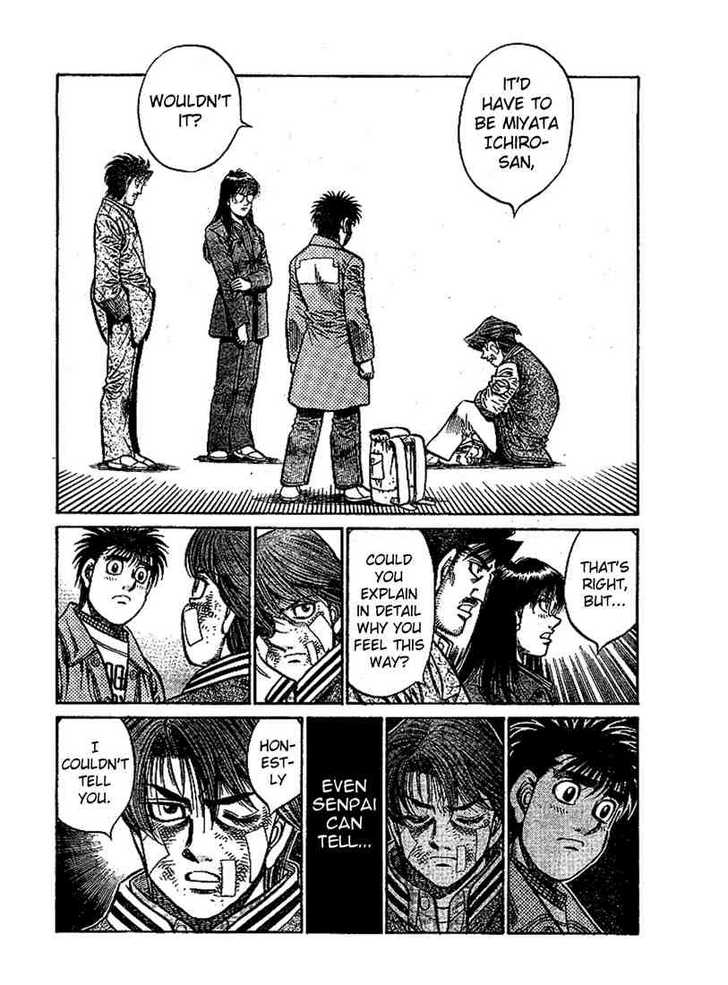 IT'D
HAVE TO
BE MIYATA
ICHIRO-
SAN,
WOULDN'T
IT?
THAT'S
RIGHT,
BUT...
COULD
YOU
EXPLAIN
IN DETAIL
WHY YOU
FEEL THIS
WAY?
EVEN
SENPAI
CAN
TELL...
HON-
EST-
LY
I
COULDN'T
TELL
YOU.